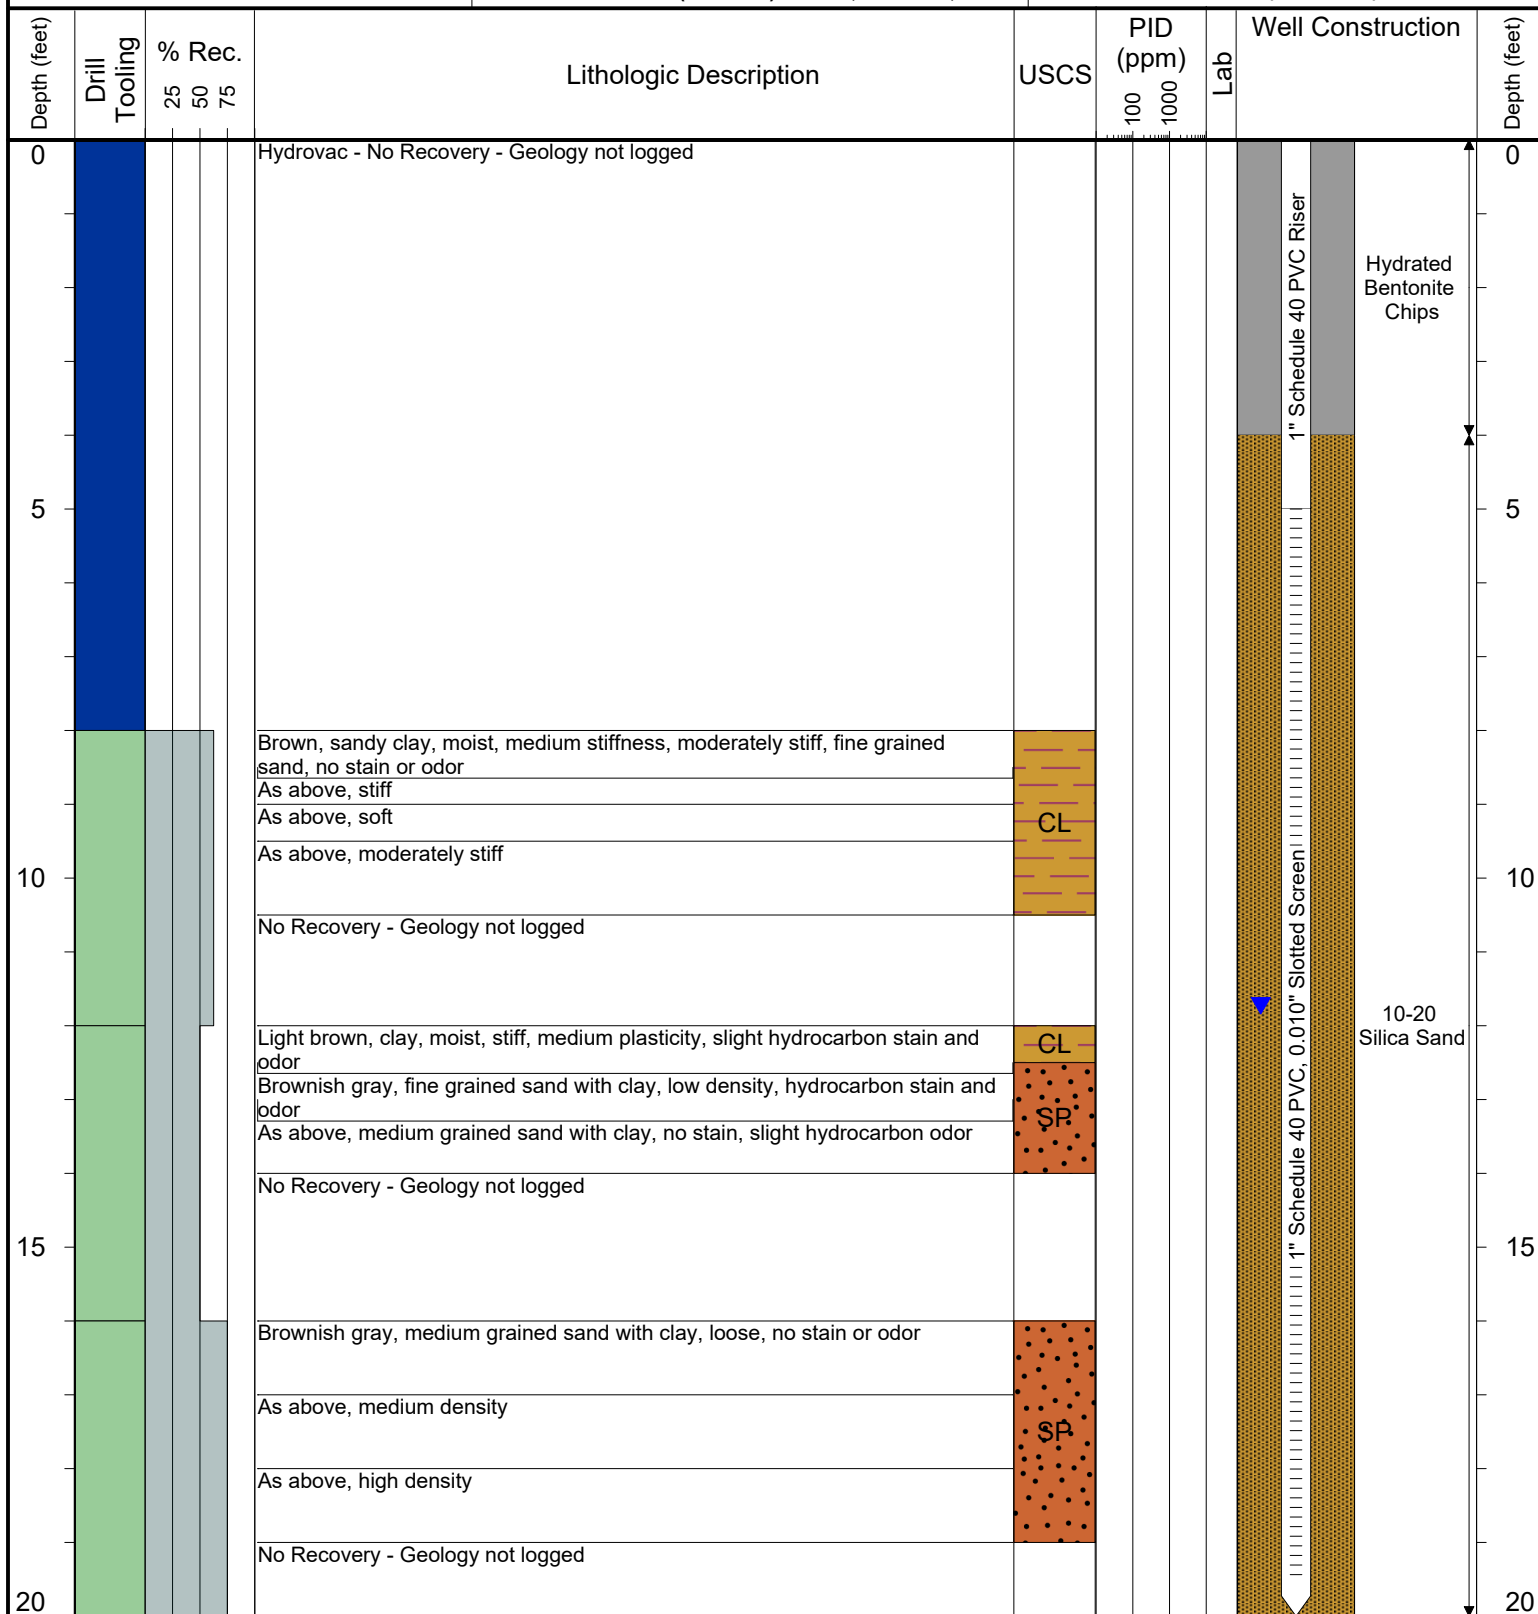 Depth (feet)
Drill
Tooling
% Rec.
25
50
75
Lithologic Description
USCS
PID
(ppm)
100
1000
Lab
Well Construction
Depth (feet)
0
Hydrovac - No Recovery - Geology not logged
0
1" Schedule 40 PVC Riser
Hydrated
Bentonite
Chips
5
5
Brown, sandy clay, moist, medium stiffness, moderately stiff, fine grained
sand, no stain or odor
As above, stiff
As above, soft
CL
As above, moderately stiff
10
10
No Recovery - Geology not logged
1" Schedule 40 PVC, 0.010" Slotted Screen
10-20
Silica Sand
Light brown, clay, moist, stiff, medium plasticity, slight hydrocarbon stain and
odor
CL
Brownish gray, fine grained sand with clay, low density, hydrocarbon stain and
odor
SP
As above, medium grained sand with clay, no stain, slight hydrocarbon odor
No Recovery - Geology not logged
15
15
Brownish gray, medium grained sand with clay, loose, no stain or odor
As above, medium density
SP
As above, high density
No Recovery - Geology not logged
20
20